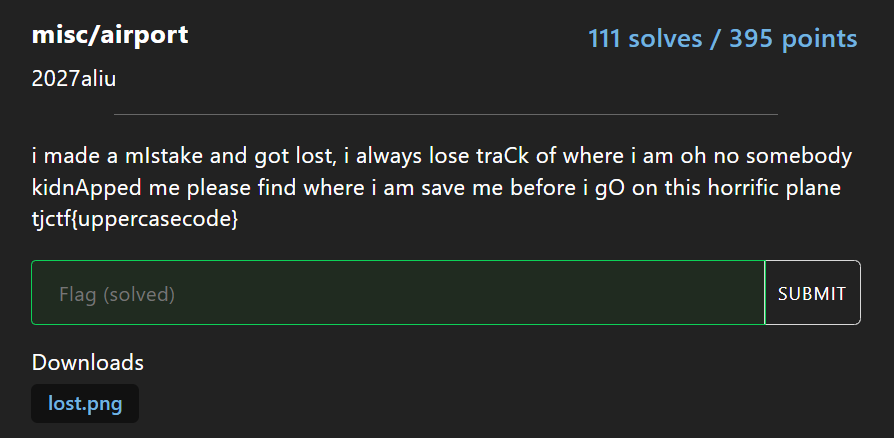 misc/airport
111 solves / 395 points
2027aliu
i made a mIstake and got lost, i always lose traCk of where i am oh no somebody
kidnApped me please find where i am save me before i gO on this horrific plane
tjctf{uppercasecode}
Flag (solved)
SUBMIT
Downloads
lost.png